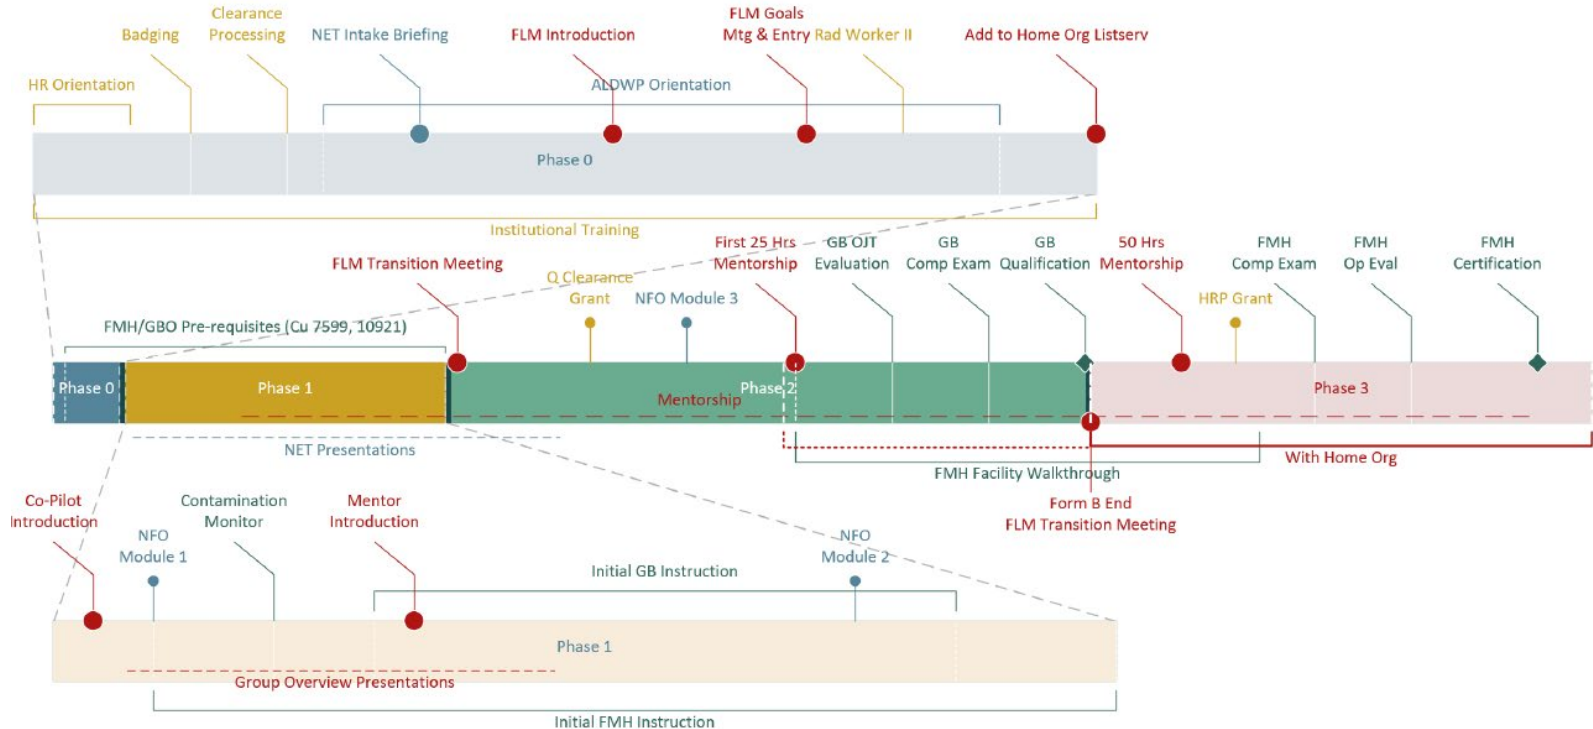 Clearance
Processing
Badging
NET Intake Briefing
FLM Introduction
FLM Goals
Mtg & Entry
Rad Worker II
Add to Home Org Listserv
HR Orientation
ALDWP Orientation
Phase 0
Institutional Training
FLM Transition Meeting
Q Clearance
Grant
NFO Module 3
First 25 Hrs
Mentorship
GB OJT
Evaluation
GB
Comp Exam
GB
Qualification
50 Hrs
Mentorship
HRP Grant
FMH
Comp Exam
FMH
Op Eval
FMH
Certification
FMH/GBO Pre-requisites (Cu 7599, 10921)
Phase 0
Phase 1
Phase 2
Phase 3
Mentorship
NET Presentations
With Home Org
FMH Facility Walkthrough
Form B End
FLM Transition Meeting
Co-Pilot
Introduction
NFO
Module 1
Contamination
Monitor
Mentor
Introduction
NFO
Module 2
Initial GB Instruction
Phase 1
Group Overview Presentations
Initial FMH Instruction